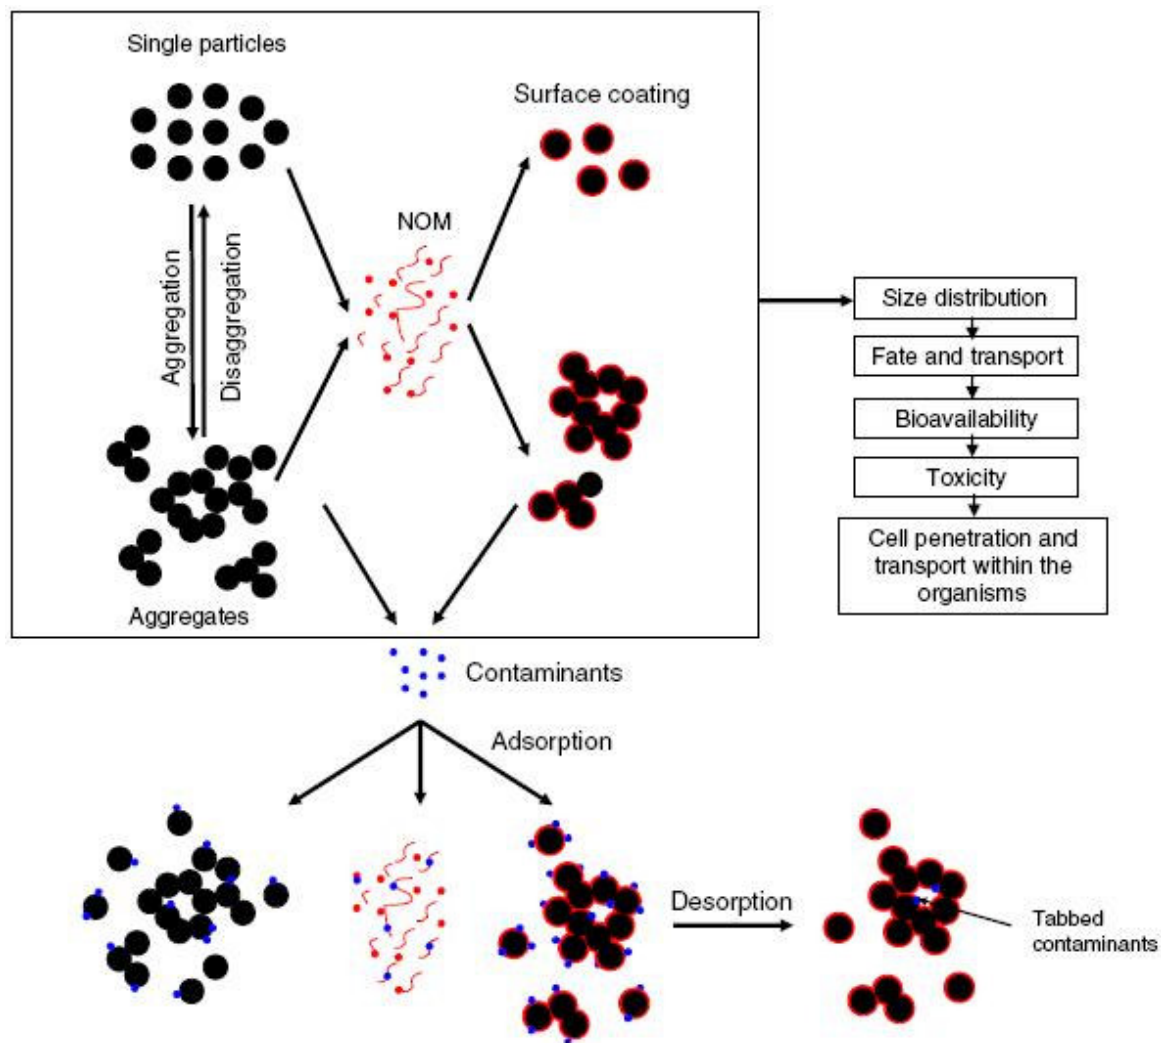 Single particles
Surface coating
NOM
Aggregation
Disaggregation
Aggregates
Size distribution
Fate and transport
Bioavailability
Toxicity
Cell penetration and
transport within the
organisms
Contaminants
Adsorption
Desorption
Tabbed
contaminants